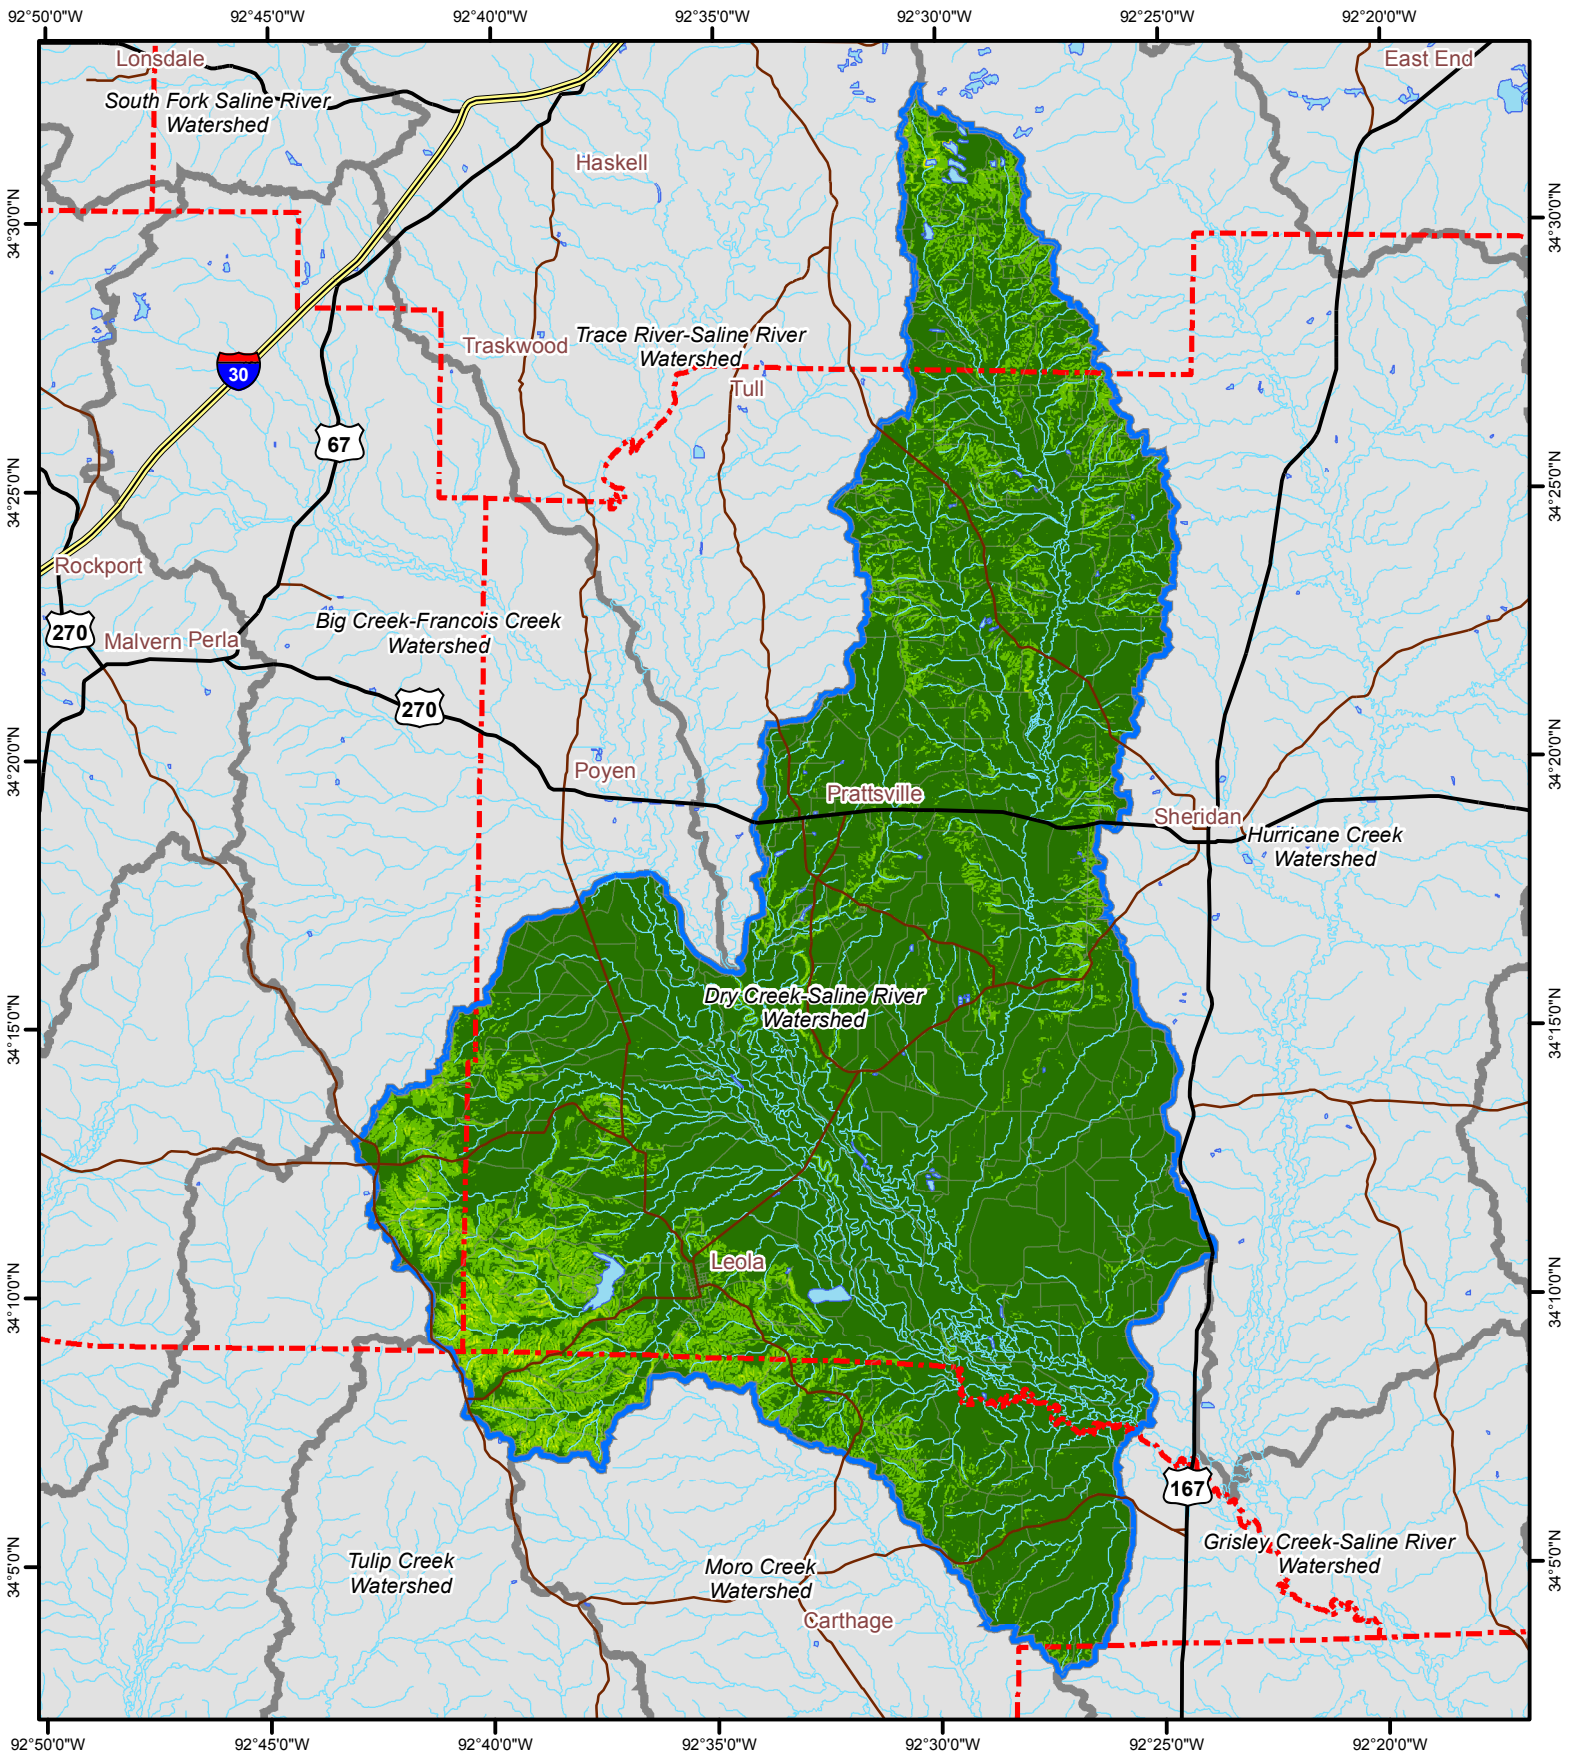 92°50'0"W 92°45'0"W 92°40'0"W 92°35'0"W 92°30'0"W 92°25'0"W 92°20'0"W
Lonsdale
East End
South Fork Saline River
Watershed
Haskell
34°30'0"N
34°30'0"N
Traskwood
Trace River-Saline River
Watershed
30
Tull
67
34°25'0"N
34°25'0"N
Rockport
270
Malvern Perla
Big Creek-Francois Creek
Watershed
270
34°20'0"N
34°20'0"N
Poyen
Prattsville
Sheridan
Hurricane Creek
Watershed
Dry Creek-Saline River
Watershed
34°15'0"N
34°15'0"N
Leola
34°10'0"N
34°10'0"N
167
Grisley Creek-Saline River
Watershed
Tulip Creek
Watershed
Moro Creek
Watershed
34°5'0"N
34°5'0"N
Carthage
92°50'0"W 92°45'0"W 92°40'0"W 92°35'0"W 92°30'0"W 92°25'0"W 92°20'0"W